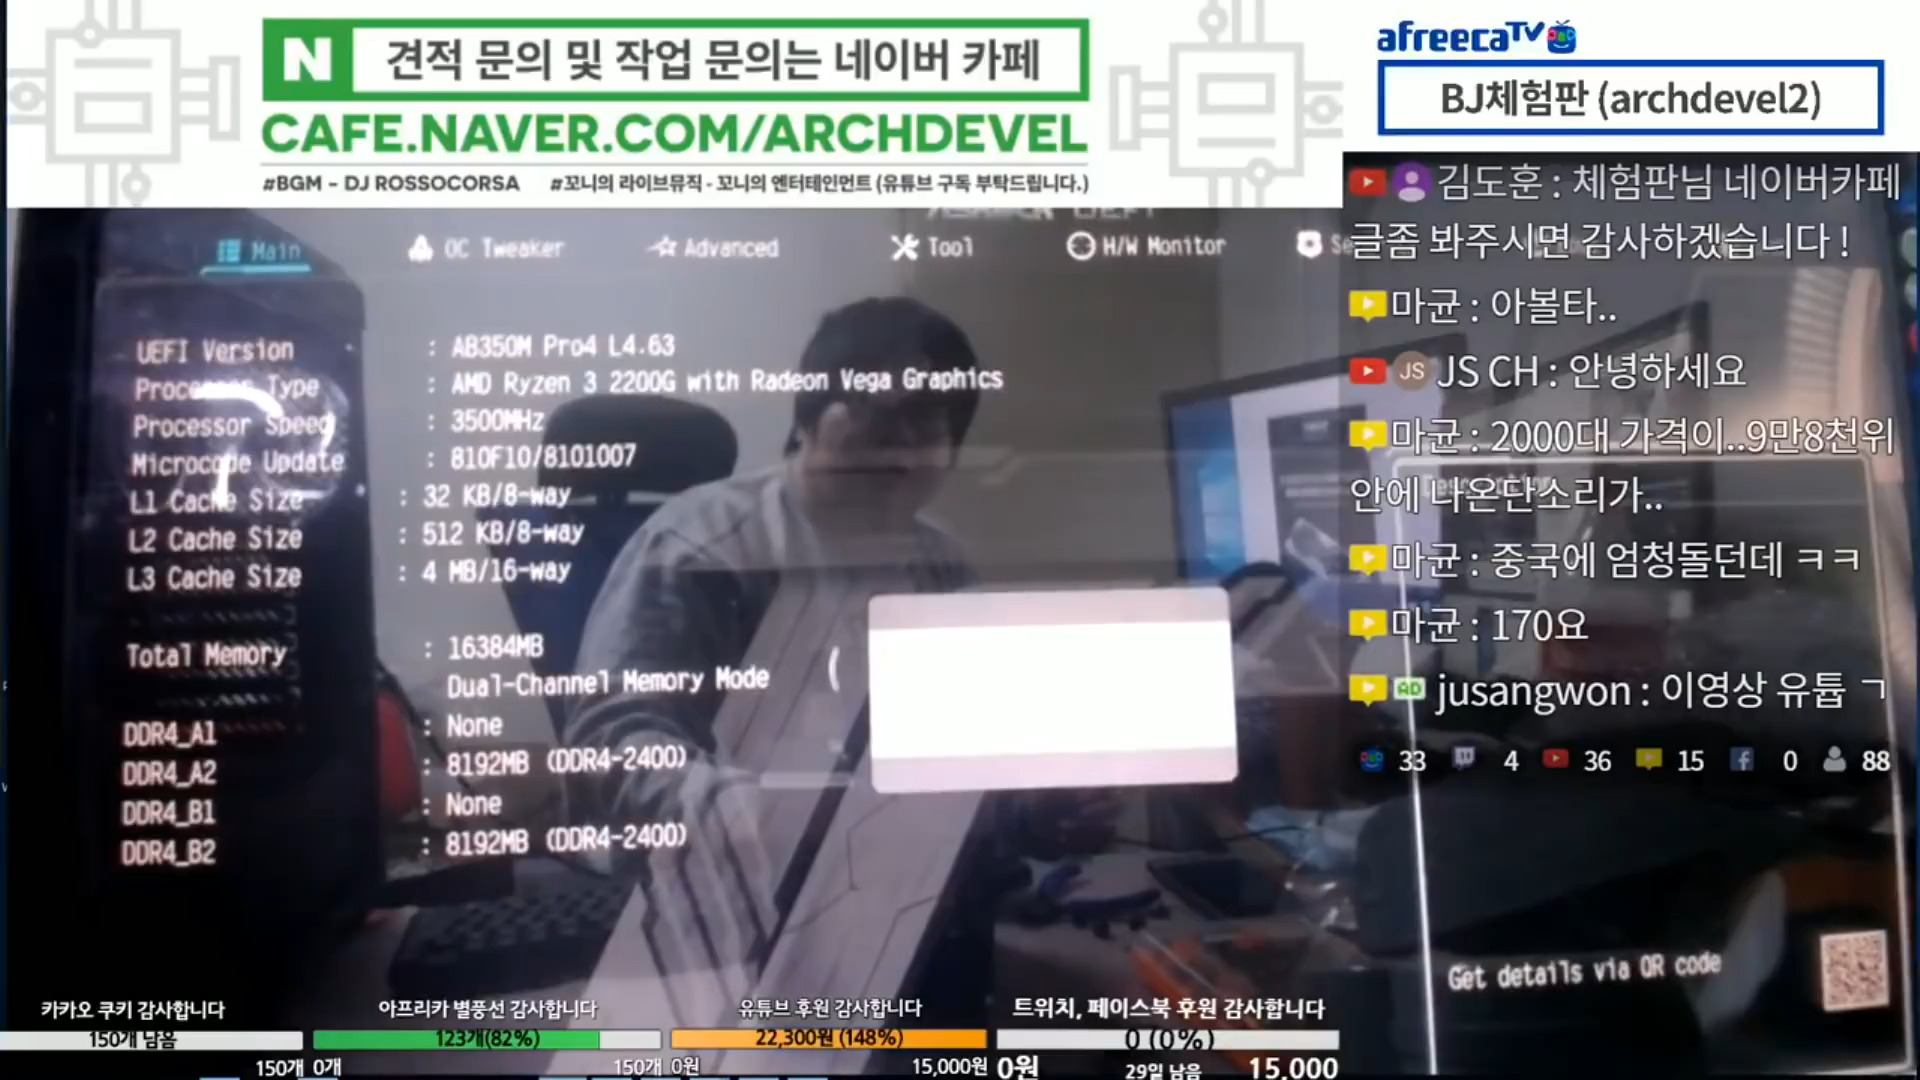 N 견적 문의 및 작업 문의는 네이버 카페
CAFE.NAVER.COM/ARCHDEVEL
#BGM - DJ ROSSOCORSA #꼬니의 라이브뮤직 - 꼬니의 엔터테인먼트 (유튜브 구독 부탁드립니다.)
afreecaTV
BJ체험판 (archdevel2)
김도훈 : 체험판님 네이버카페
글좀 봐주시면 감사하겠습니다 !
마균 : 아볼타..
JS JS CH : 안녕하세요
마균 : 2000대 가격이..9만8천위
안에 나온단소리가..
마균 : 중국에 엄청돌던데 ㅋㅋ
마균 : 170요
AD jusangwon : 이영상 유튭 ㄱ
33 4 36 15 0 88
Main OC Tweaker Advanced Tool H/W Monitor
UEFI Version : AB350M Pro4 L4.63
Processor Type : AMD Ryzen 3 2200G with Radeon Vega Graphics
Processor Speed : 3500MHz
Microcode Update : 810F10/8101007
L1 Cache Size : 32 KB/8-way
L2 Cache Size : 512 KB/8-way
L3 Cache Size : 4 MB/16-way
Total Memory : 16384MB
Dual-Channel Memory Mode
DDR4_A1 : None
DDR4_A2 : 8192MB (DDR4-2400)
DDR4_B1 : None
DDR4_B2 : 8192MB (DDR4-2400)
Get details via QR code
카카오 쿠키 감사합니다
150개 남음
150개
아프리카 별풍선 감사합니다
123개(82%)
0개 150개
유튜브 후원 감사합니다
22,300원 (148%)
0원 15,000원
트위치, 페이스북 후원 감사합니다
0 (0%)
0원 29일 남음 15,000